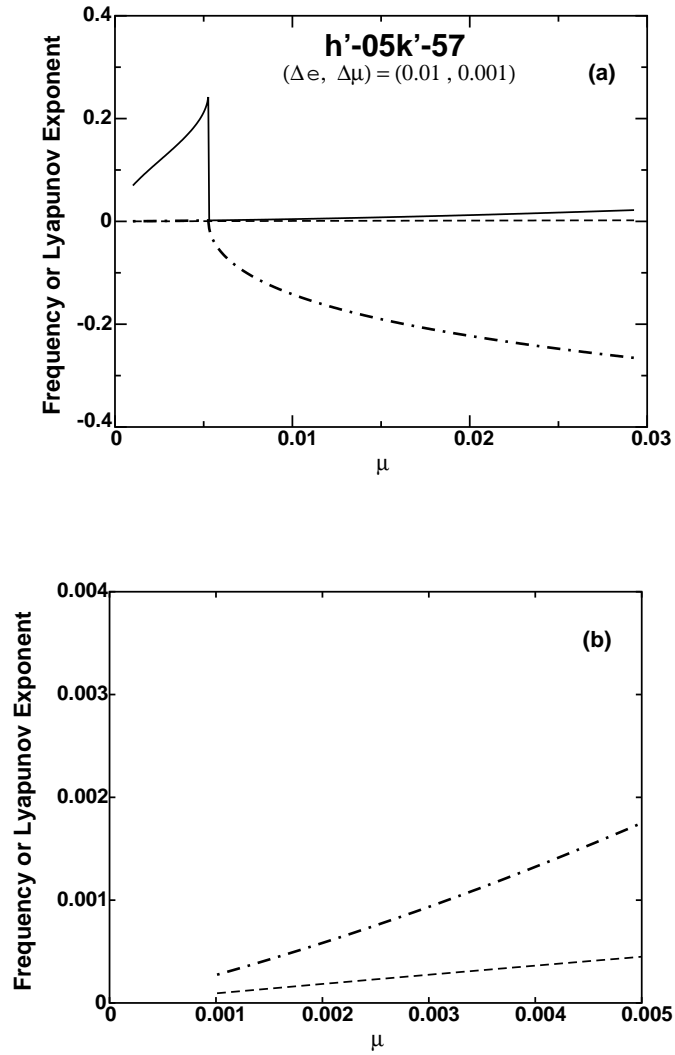 0.4
h’-05k’-57
(Δe, Δμ) = (0.01 , 0.001)
(a)
0.2
0
-0.2
-0.4
Frequency or Lyapunov Exponent
0
0.01
0.02
0.03
μ
0.004
(b)
0.003
0.002
0.001
0
Frequency or Lyapunov Exponent
0
0.001
0.002
0.003
0.004
0.005
μ